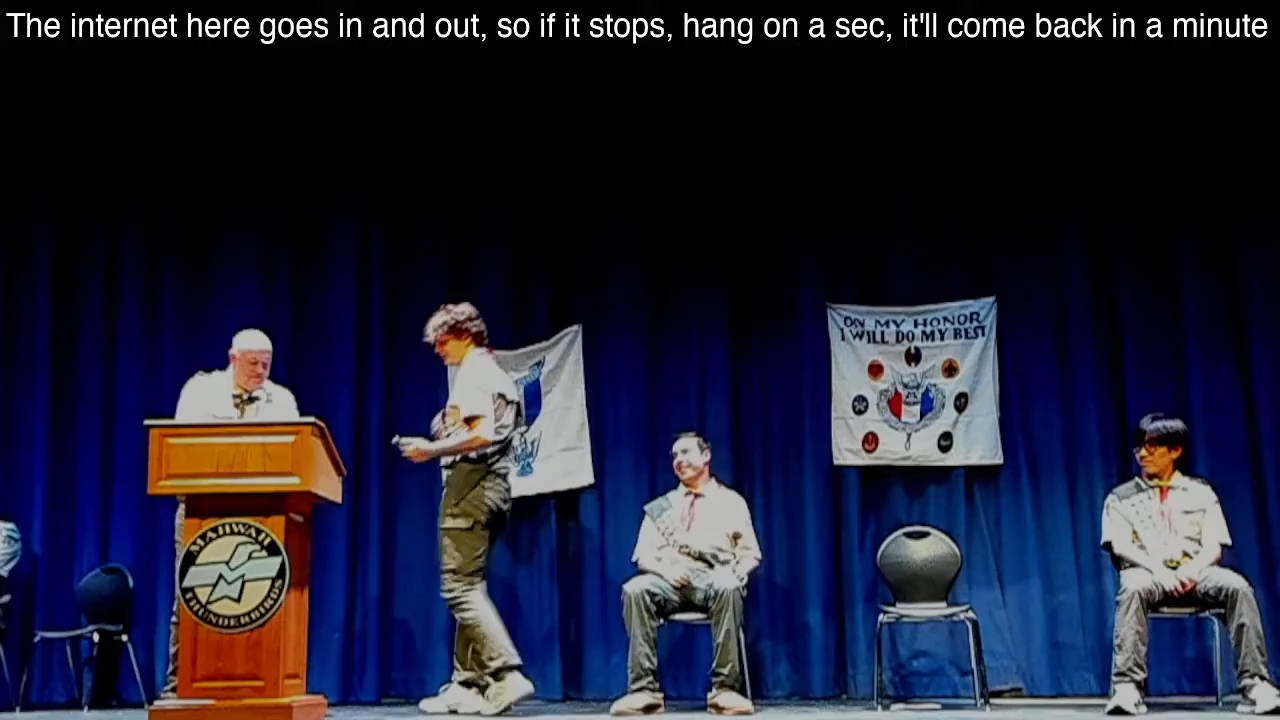 The internet here goes in and out, so if it stops, hang on a sec, it'll come back in a minute
ON MY HONOR
I WILL DO MY BEST
MAHWAH
THUNDERBIRDS